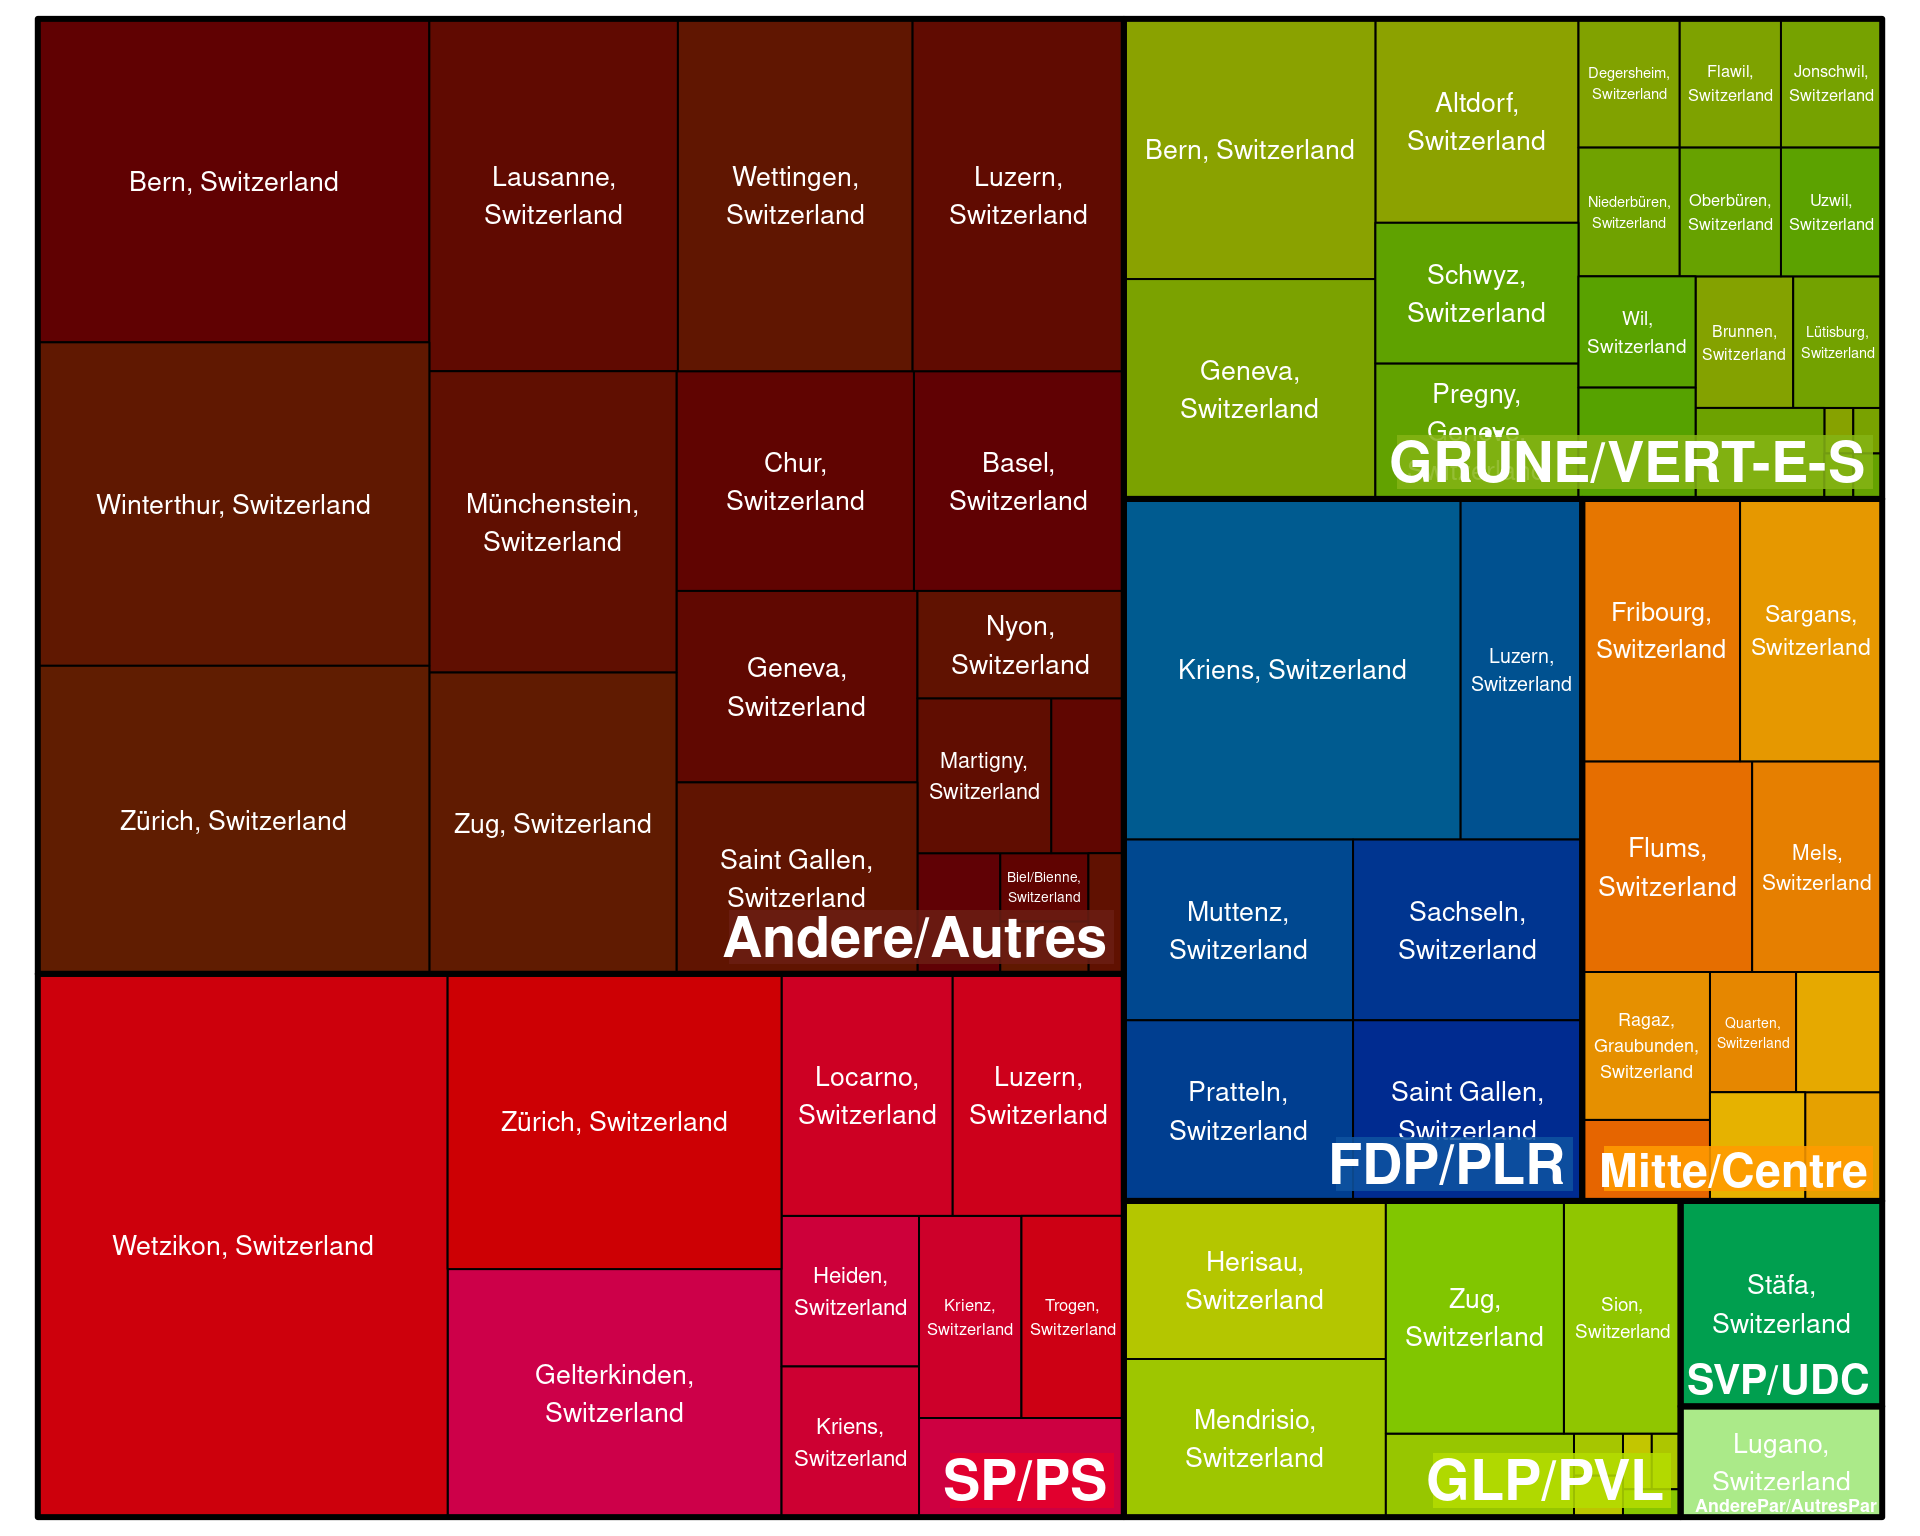 Bern, Switzerland
Lausanne,
Switzerland
Wettingen,
Switzerland
Luzern,
Switzerland
Winterthur, Switzerland
Münchenstein,
Switzerland
Chur,
Switzerland
Basel,
Switzerland
Geneva,
Switzerland
Nyon,
Switzerland
Martigny,
Switzerland
Zürich, Switzerland
Zug, Switzerland
Saint Gallen,
Switzerland
Biel/Bienne,
Switzerland
Andere/Autres
Wetzikon, Switzerland
Zürich, Switzerland
Gelterkinden,
Switzerland
Locarno,
Switzerland
Luzern,
Switzerland
Heiden,
Switzerland
Krienz,
Switzerland
Trogen,
Switzerland
Kriens,
Switzerland
SP/PS
Bern, Switzerland
Altdorf,
Switzerland
Degersheim,
Switzerland
Flawil,
Switzerland
Jonschwil,
Switzerland
Niederbüren,
Switzerland
Oberbüren,
Switzerland
Uzwil,
Switzerland
Geneva,
Switzerland
Schwyz,
Switzerland
Wil,
Switzerland
Brunnen,
Switzerland
Lütisburg,
Switzerland
Pregny,
Geneve,
GRÜNE/VERT-E-S
Kriens, Switzerland
Luzern,
Switzerland
Muttenz,
Switzerland
Sachseln,
Switzerland
Pratteln,
Switzerland
Saint Gallen,
Switzerland
FDP/PLR
Fribourg,
Switzerland
Sargans,
Switzerland
Flums,
Switzerland
Mels,
Switzerland
Ragaz,
Graubunden,
Switzerland
Quarten,
Switzerland
Mitte/Centre
Herisau,
Switzerland
Zug,
Switzerland
Sion,
Switzerland
Mendrisio,
Switzerland
GLP/PVL
Stäfa,
Switzerland
SVP/UDC
Lugano,
Switzerland
AnderePar/AutresPar